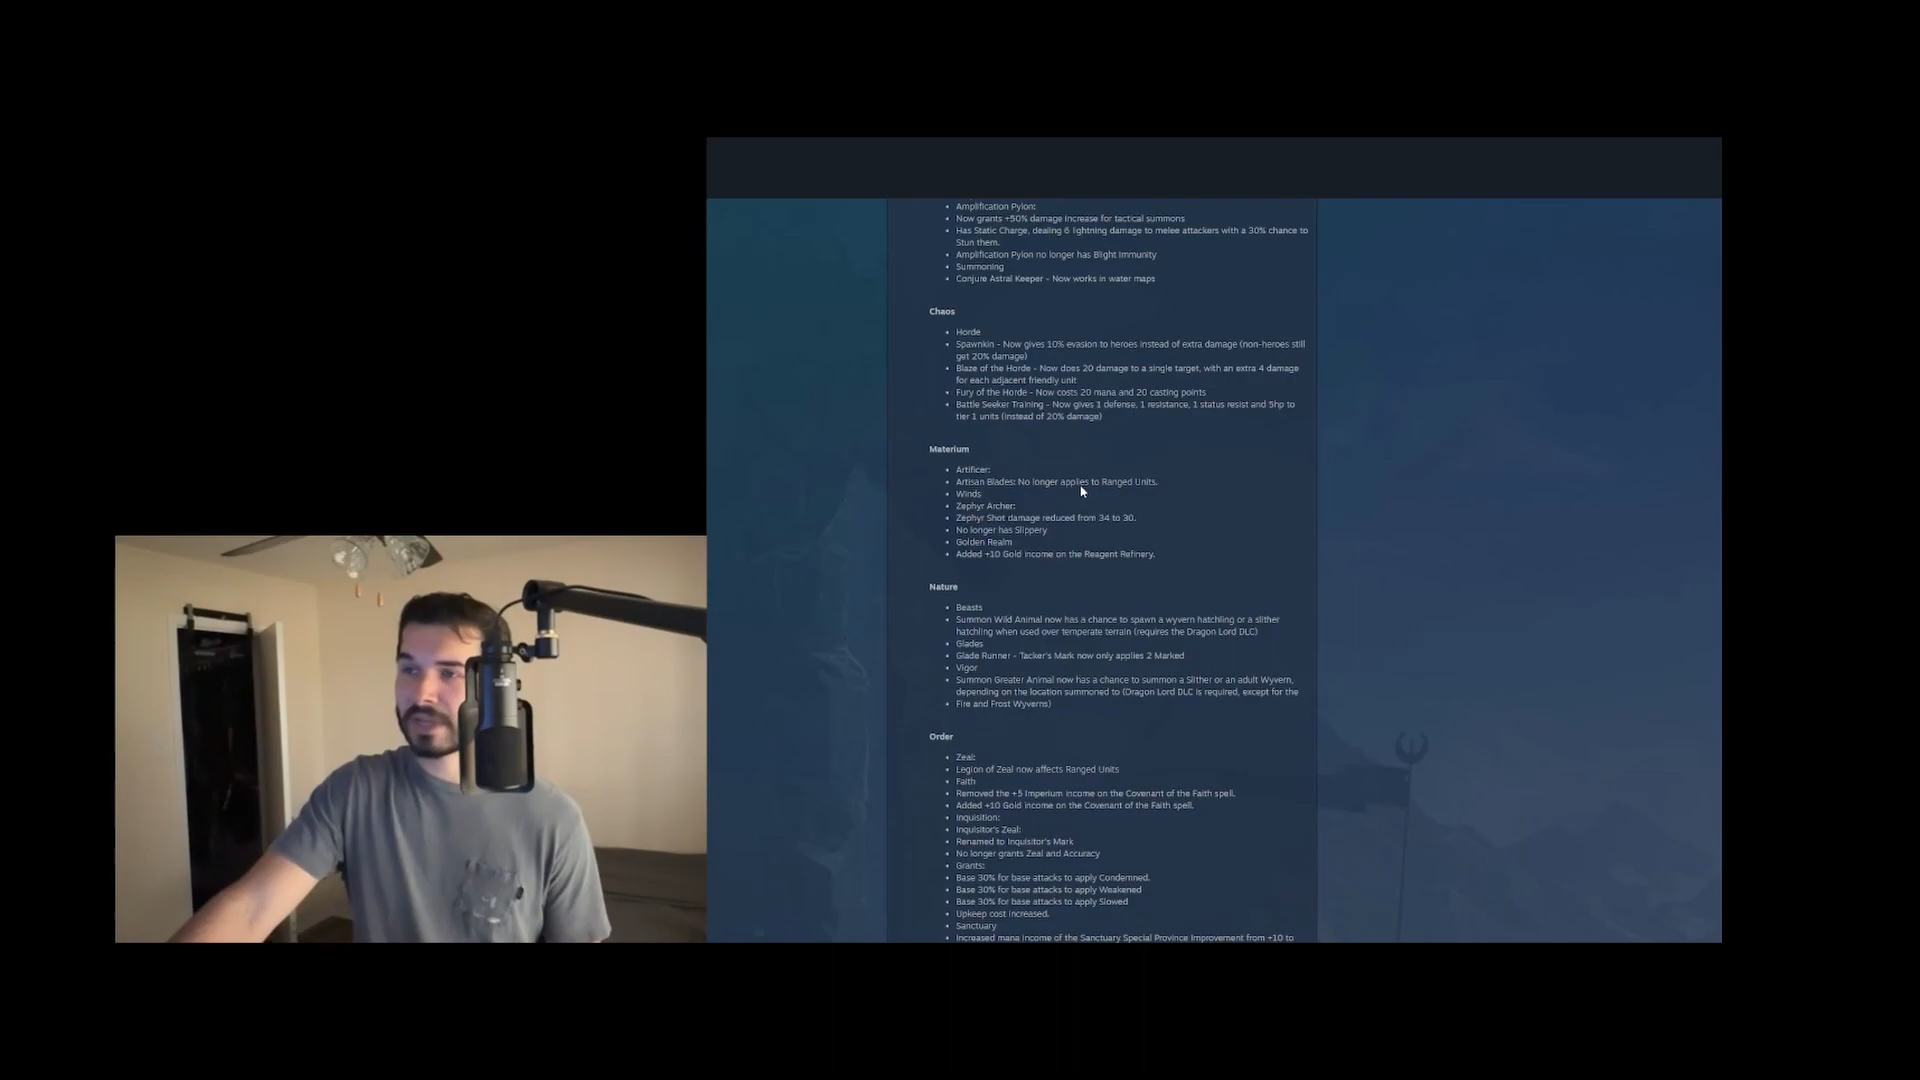 Amplification Pylon:
Now grants +50% damage increase for tactical summons
Has Static Charge, dealing 6 lightning damage to melee attackers with a 30% chance to
Stun them.
Amplification Pylon no longer has Blight Immunity
Summoning
Conjure Astral Keeper - Now works in water maps
Chaos
Horde
Spawnkin - Now gives 10% evasion to heroes instead of extra damage (non-heroes still
get 20% damage)
Blaze of the Horde - Now does 20 damage to a single target, with an extra 4 damage
for each adjacent friendly unit
Fury of the Horde - Now costs 20 mana and 20 casting points
Battle Seeker Training - Now gives 1 defense, 1 resistance, 1 status resist and 5hp to
tier 1 units (instead of 20% damage)
Materium
Artificer:
Artisan Blades: No longer applies to Ranged Units.
Winds
Zephyr Archer:
Zephyr Shot damage reduced from 34 to 30.
No longer has Slippery
Golden Realm
Added +10 Gold income on the Reagent Refinery.
Nature
Beasts
Summon Wild Animal now has a chance to spawn a wyvern hatchling or a slither
hatchling when used over temperate terrain (requires the Dragon Lord DLC)
Glades
Glade Runner - Tacker's Mark now only applies 2 Marked
Vigor
Summon Greater Animal now has a chance to summon a Slither or an adult Wyvern,
depending on the location summoned to (Dragon Lord DLC is required, except for the
Fire and Frost Wyverns)
Order
Zeal:
Legion of Zeal now affects Ranged Units
Faith
Removed the +5 Imperium income on the Covenant of the Faith spell.
Added +10 Gold income on the Covenant of the Faith spell.
Inquisition:
Inquisitor's Zeal:
Renamed to Inquisitor's Mark
No longer grants Zeal and Accuracy
Grants:
Base 30% for base attacks to apply Condemned.
Base 30% for base attacks to apply Weakened
Base 30% for base attacks to apply Slowed
Upkeep cost increased.
Sanctuary
Increased mana income of the Sanctuary Special Province Improvement from +10 to